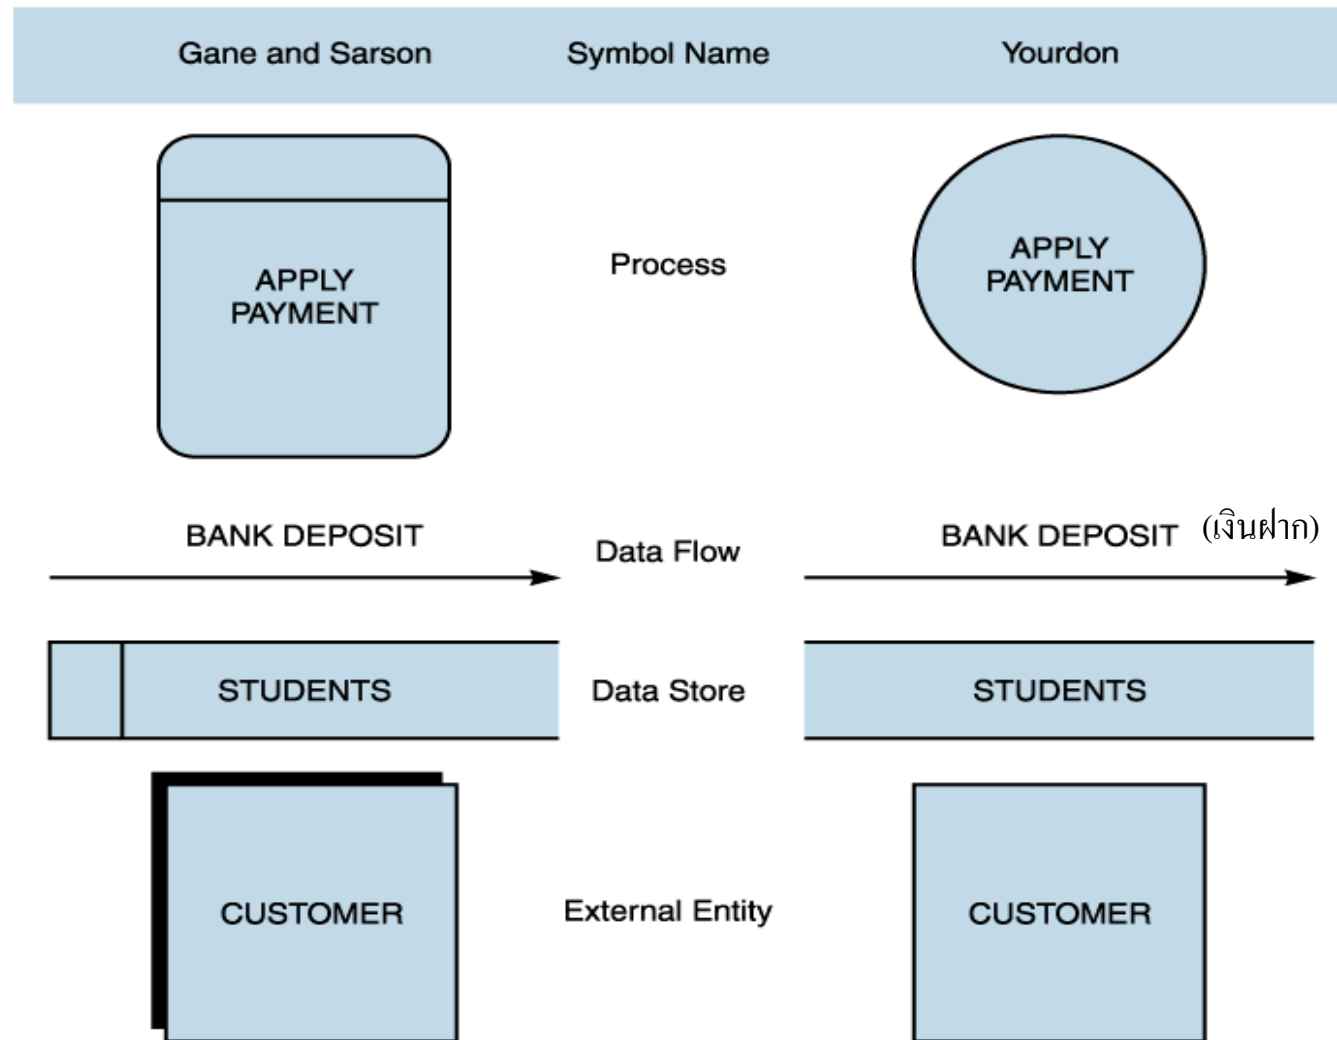 Gane and Sarson
Symbol Name
Yourdon
APPLY
PAYMENT
Process
APPLY
PAYMENT
BANK DEPOSIT
Data Flow
BANK DEPOSIT (เงินฝาก)
STUDENTS
Data Store
STUDENTS
CUSTOMER
External Entity
CUSTOMER